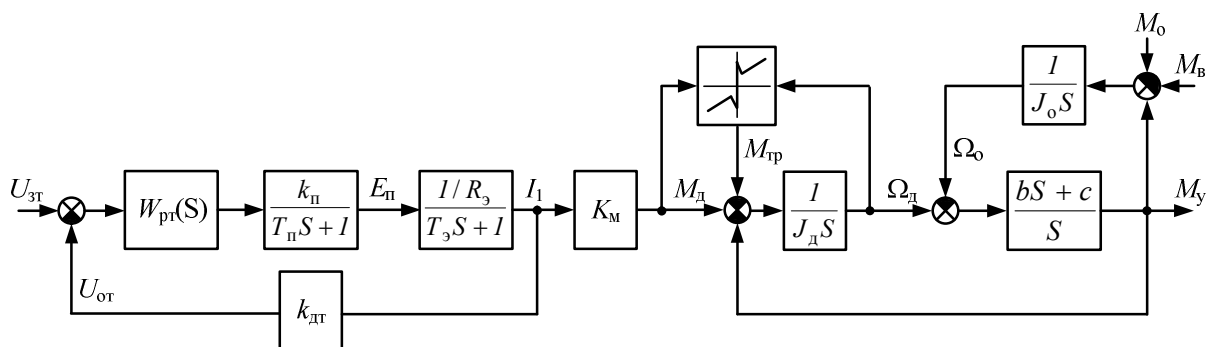 M_о
M_в
1
J_о S
Ω_о
M_тр
U_зт
W_рт(S)
k_п
T_п S + 1
E_п
1 / R_э
T_э S + 1
I_1
K_м
M_д
1
J_д S
Ω_д
bS + c
S
M_у
U_от
k_дт